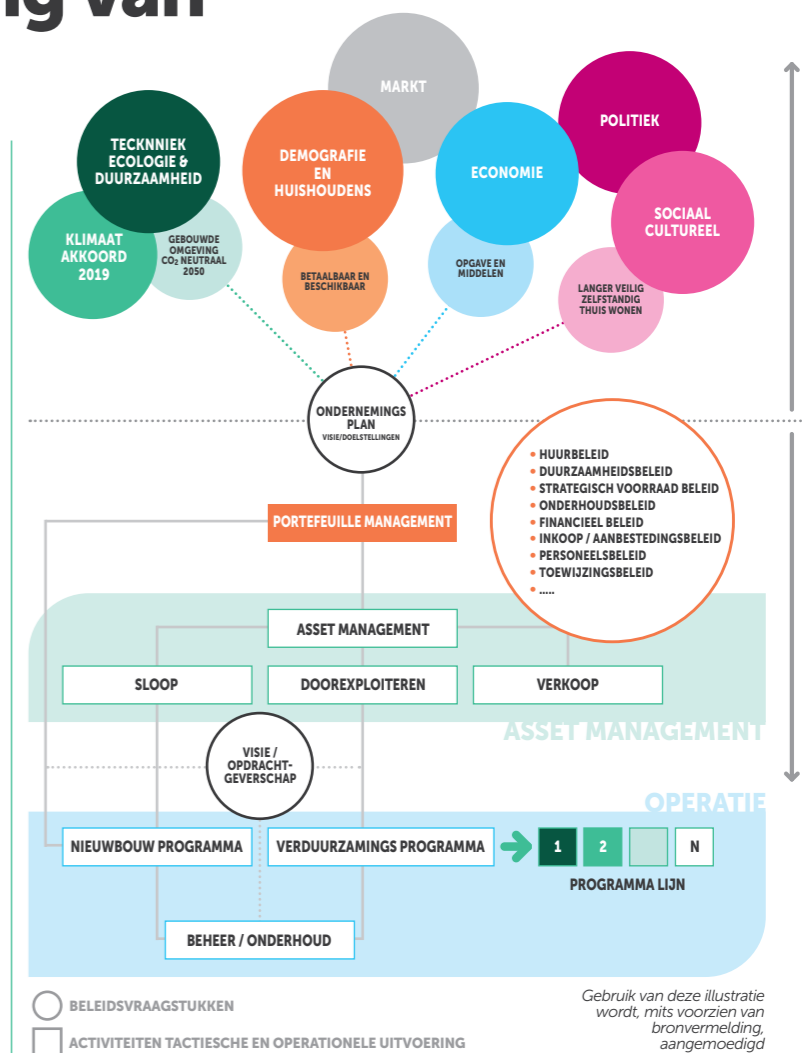 ng van
MARKT
TECKNNIEK
ECOLOGIE &
DUURZAAMHEID
DEMOGRAFIE
EN
HUISHOUDENS
ECONOMIE
POLITIEK
SOCIAAL
CULTUREEL
KLIMAAT
AKKOORD
2019
GEBOUWDE
OMGEVING
CO₂ NEUTRAAL
2050
BETAALBAAR EN
BESCHIKBAAR
OPGAVE EN
MIDDELEN
LANGER VEILIG
ZELFSTANDIG
THUIS WONEN
ONDERNEMINGS
PLAN
VISIE/DOELSTELLINGEN
• HUURBELEID
• DUURZAAMHEIDSBELEID
• STRATEGISCH VOORRAAD BELEID
• ONDERHOUDSBELEID
• FINANCIEEL BELEID
• INKOOP / AANBESTEDINGSBELEID
• PERSONEELSBELEID
• TOEWIJZINGSBELEID
• .....
PORTEFEUILLE MANAGEMENT
ASSET MANAGEMENT
SLOOP
DOOREXPLOITEREN
VERKOOP
ASSET MANAGEMENT
VISIE /
OPDRACHT-
GEVERSCHAP
OPERATIE
NIEUWBOUW PROGRAMMA
VERDUURZAMINGS PROGRAMMA
1
2
N
PROGRAMMA LIJN
BEHEER / ONDERHOUD
BELEIDSVRAAGSTUKKEN
ACTIVITEITEN TACTIESCHE EN OPERATIONELE UITVOERING
Gebruik van deze illustratie
wordt, mits voorzien van
bronvermelding,
aangemoedigd